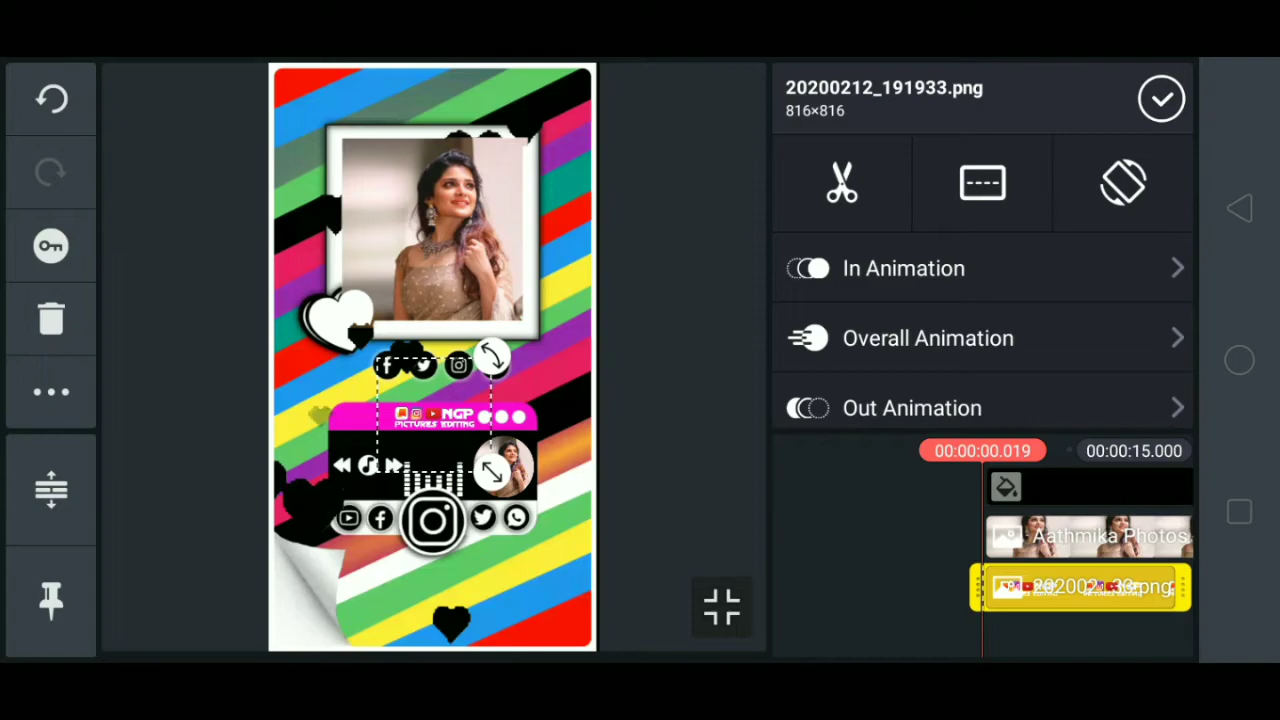 20200212_191933.png
816×816
In Animation
Overall Animation
Out Animation
NGP
PICTURES EDITING
00:00:00.019
00:00:15.000
Aathmika Photos